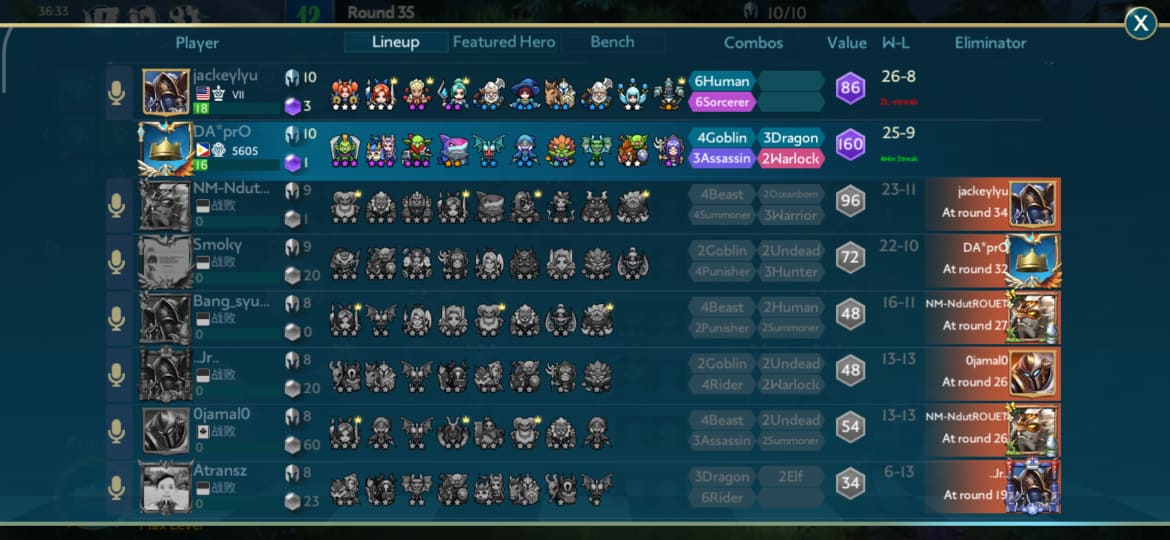 36:33
12
Round 35
10/10
X
Player
Lineup
Featured Hero
Bench
Combos
Value
W-L
Eliminator
jackeylyu
10
VII
18
3
6Human
6Sorcerer
86
26-8
2L-streak
DA*prO
10
5605
16
1
4Goblin
3Dragon
3Assassin
2Warlock
160
25-9
NM-Ndut...
9
战败
0
1
4Beast
2Oceanborn
4Summoner
3Warrior
96
23-11
jackeylyu
At round 34
Smoky
9
战败
0
20
2Goblin
2Undead
4Punisher
3Hunter
72
22-10
DA*prO
At round 32
Bang_syu...
8
战败
0
0
4Beast
2Human
2Punisher
2Summoner
48
16-11
NM-NdutROUET
At round 27
..Jr..
8
战败
0
20
2Goblin
2Undead
4Rider
2Warlock
48
13-13
0jamal0
At round 26
0jamal0
8
战败
0
60
4Beast
2Undead
3Assassin
2Summoner
54
13-13
NM-NdutROUET
At round 26
Atransz
8
战败
0
23
3Dragon
2Elf
6Rider
34
6-13
..Jr..
At round 19
Max Level